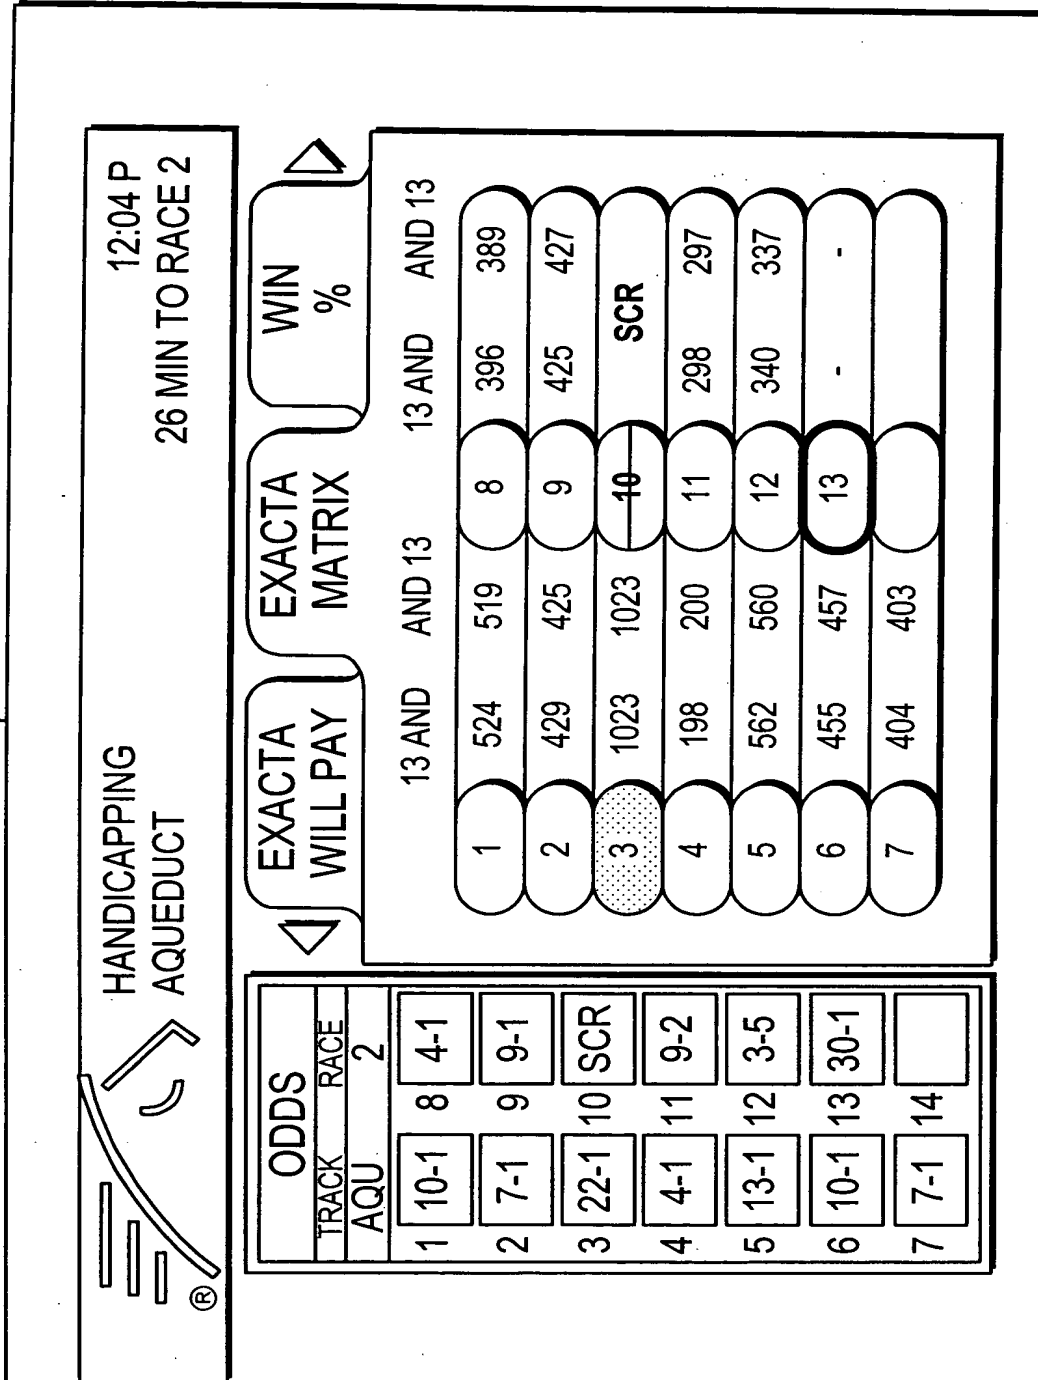 HANDICAPPING 12:04 P
AQUEDUCT 26 MIN TO RACE 2
®
ODDS
TRACK RACE
AQU 2
1 10-1 8 4-1
2 7-1 9 9-1
3 22-1 10 SCR
4 4-1 11 9-2
5 13-1 12 3-5
6 10-1 13 30-1
7 7-1 14
EXACTA
WILL PAY
EXACTA
MATRIX
WIN
%
13 AND AND 13 13 AND AND 13
1 524 519 8 396 389
2 429 425 9 425 427
3 1023 1023 10 SCR
4 198 200 11 298 297
5 562 560 12 340 337
6 455 457 13 - -
7 404 403